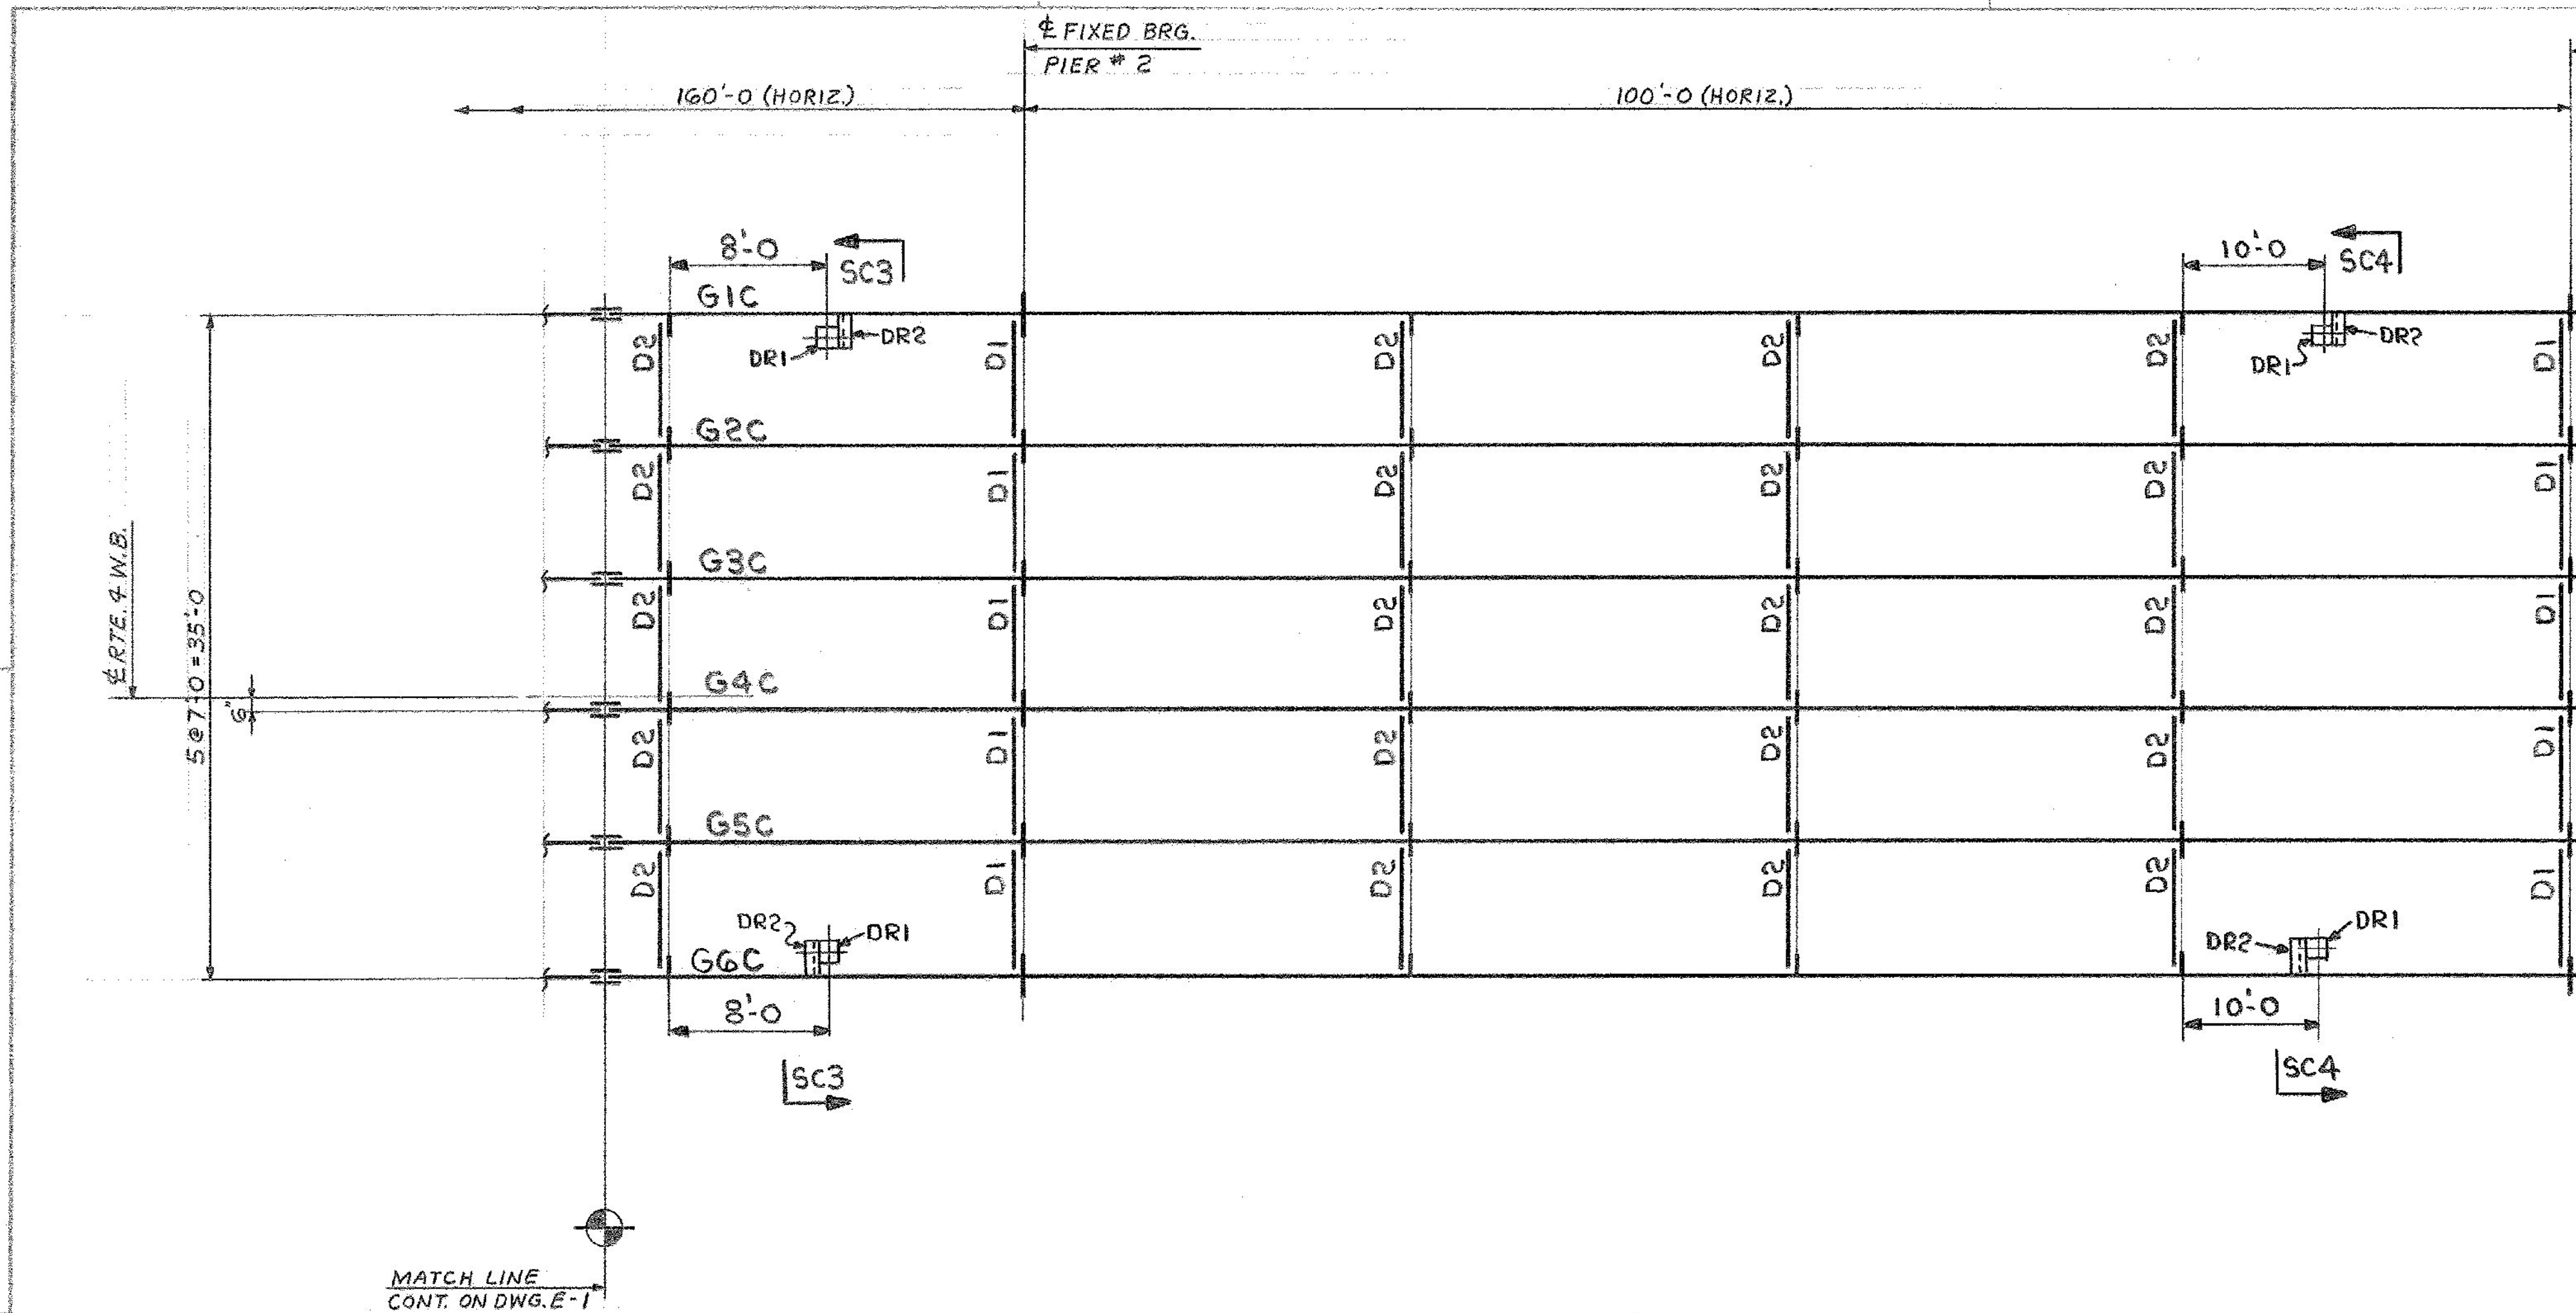 ℄ FIXED BRG.
PIER # 2
160'-0 (HORIZ.)
100'-0 (HORIZ.)
8'-0
SC3
10'-0
SC4
G1C
DR1
DR2
DR1
DR2
D2
D1
D2
D2
D2
D1
G2C
D2
D1
D2
D2
D2
D1
G3C
D2
D1
D2
D2
D2
D1
℄ RTE. 4 W.B.
5@7'-0=35'-0
6"
G4C
D2
D1
D2
D2
D2
D1
G5C
D2
D1
D2
D2
D2
D1
DR2
DR1
DR2
DR1
G6C
8'-0
10'-0
SC3
SC4
MATCH LINE
CONT. ON DWG. E-1